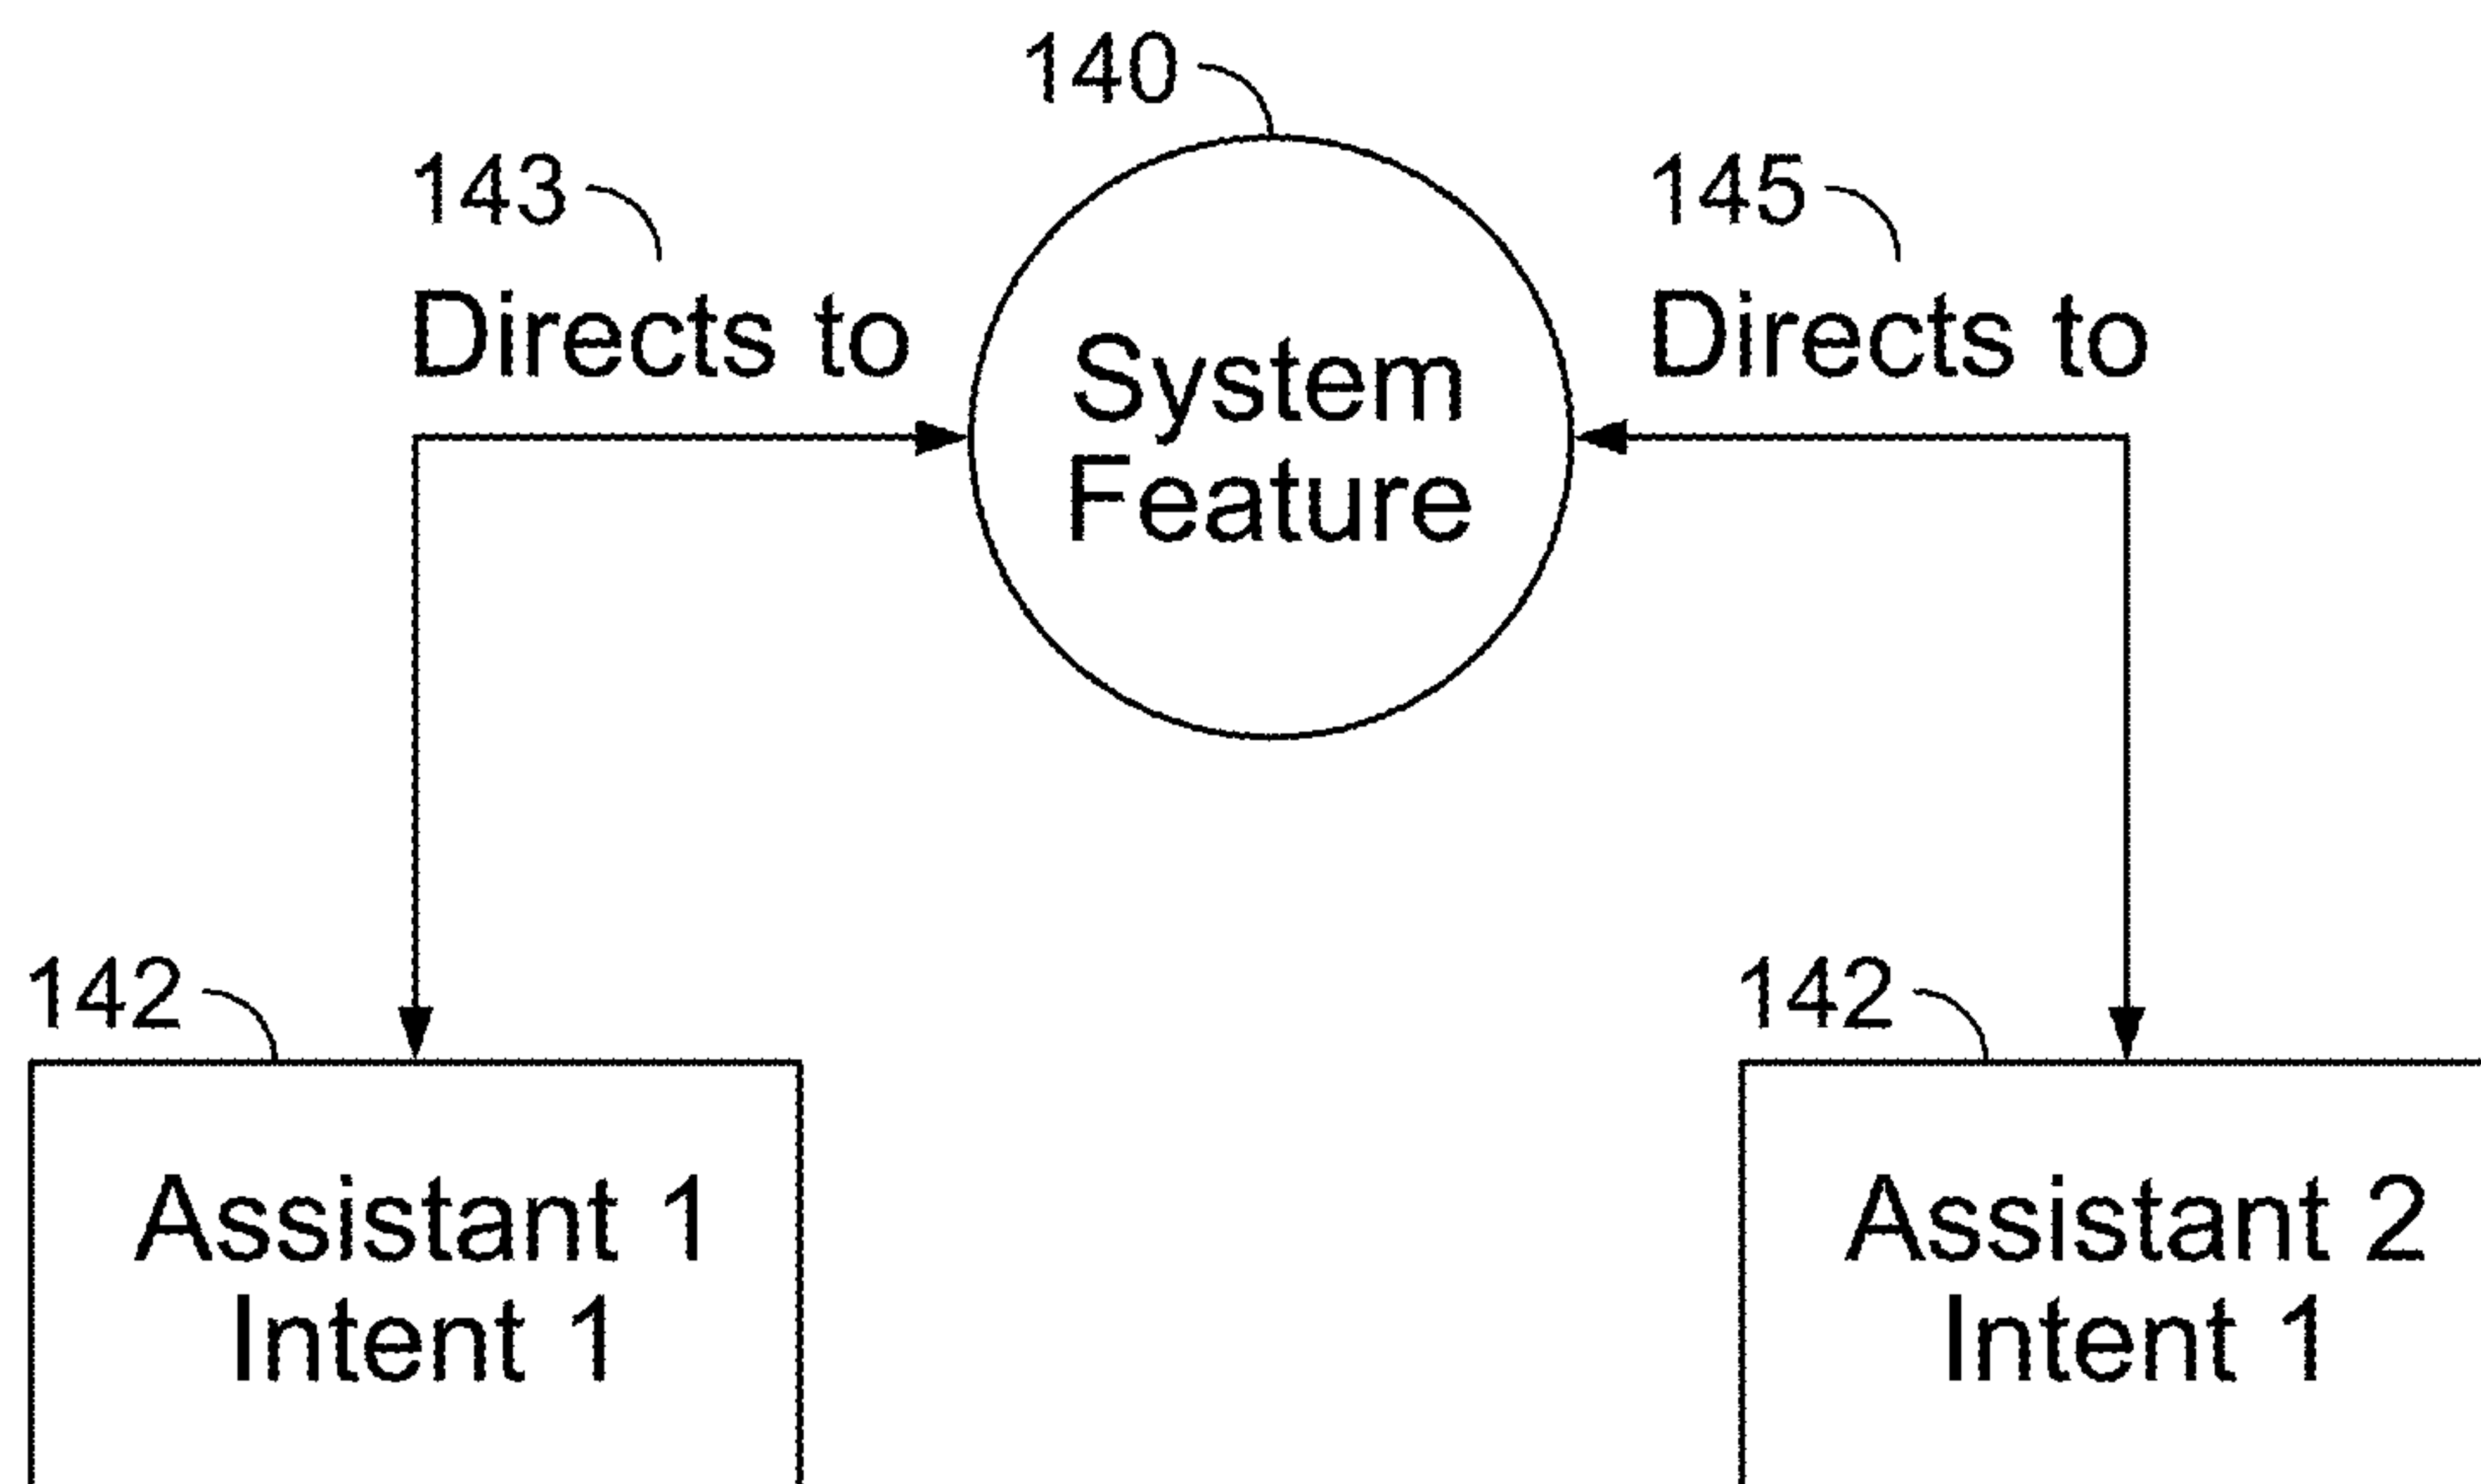 140
143
145
Directs to
Directs to
System
Feature
142
142
Assistant 1
Intent 1
Assistant 2
Intent 1